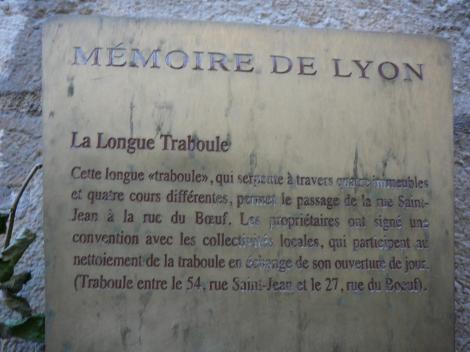 MÉMOIRE DE LYON
La Longue Traboule
Cette longue «traboule», qui serpente à travers quatre immeubles
et quatre cours différentes, permet le passage de la rue Saint-
Jean à la rue du Bœuf. Les propriétaires ont signé une
convention avec les collectivités locales, qui participent au
nettoiement de la traboule en échange de son ouverture de jour.
(Traboule entre le 54, rue Saint-Jean et le 27, rue du Boeuf).